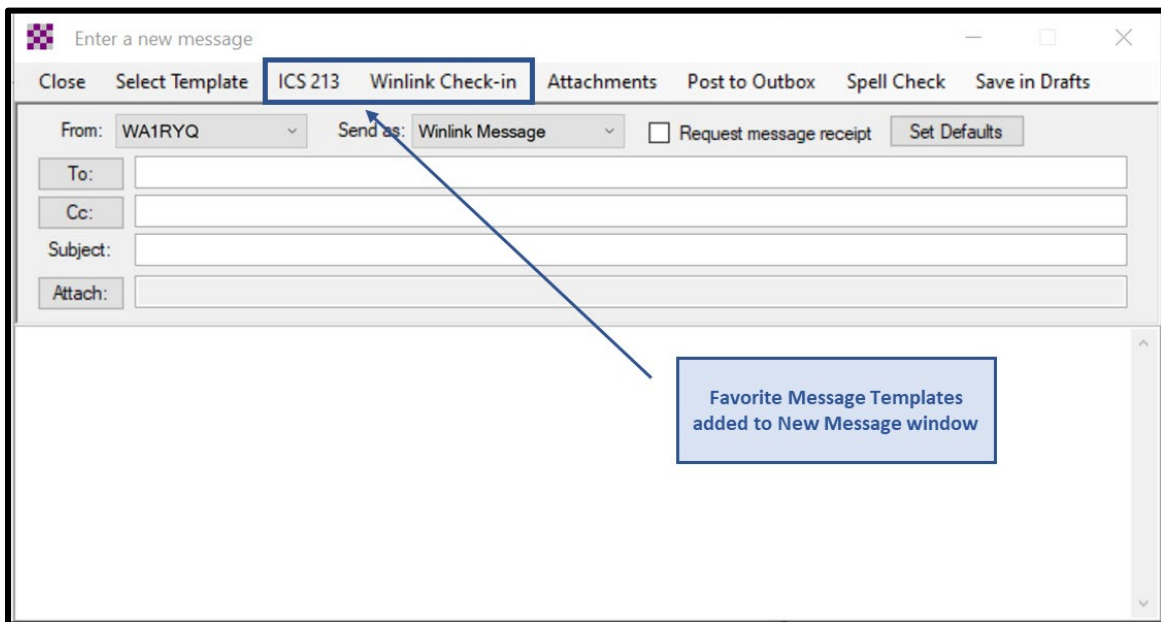 Enter a new message
Close Select Template ICS 213 Winlink Check-in Attachments Post to Outbox Spell Check Save in Drafts
From: WA1RYQ Send as: Winlink Message Request message receipt Set Defaults
To:
Cc:
Subject:
Attach:
Favorite Message Templates
added to New Message window